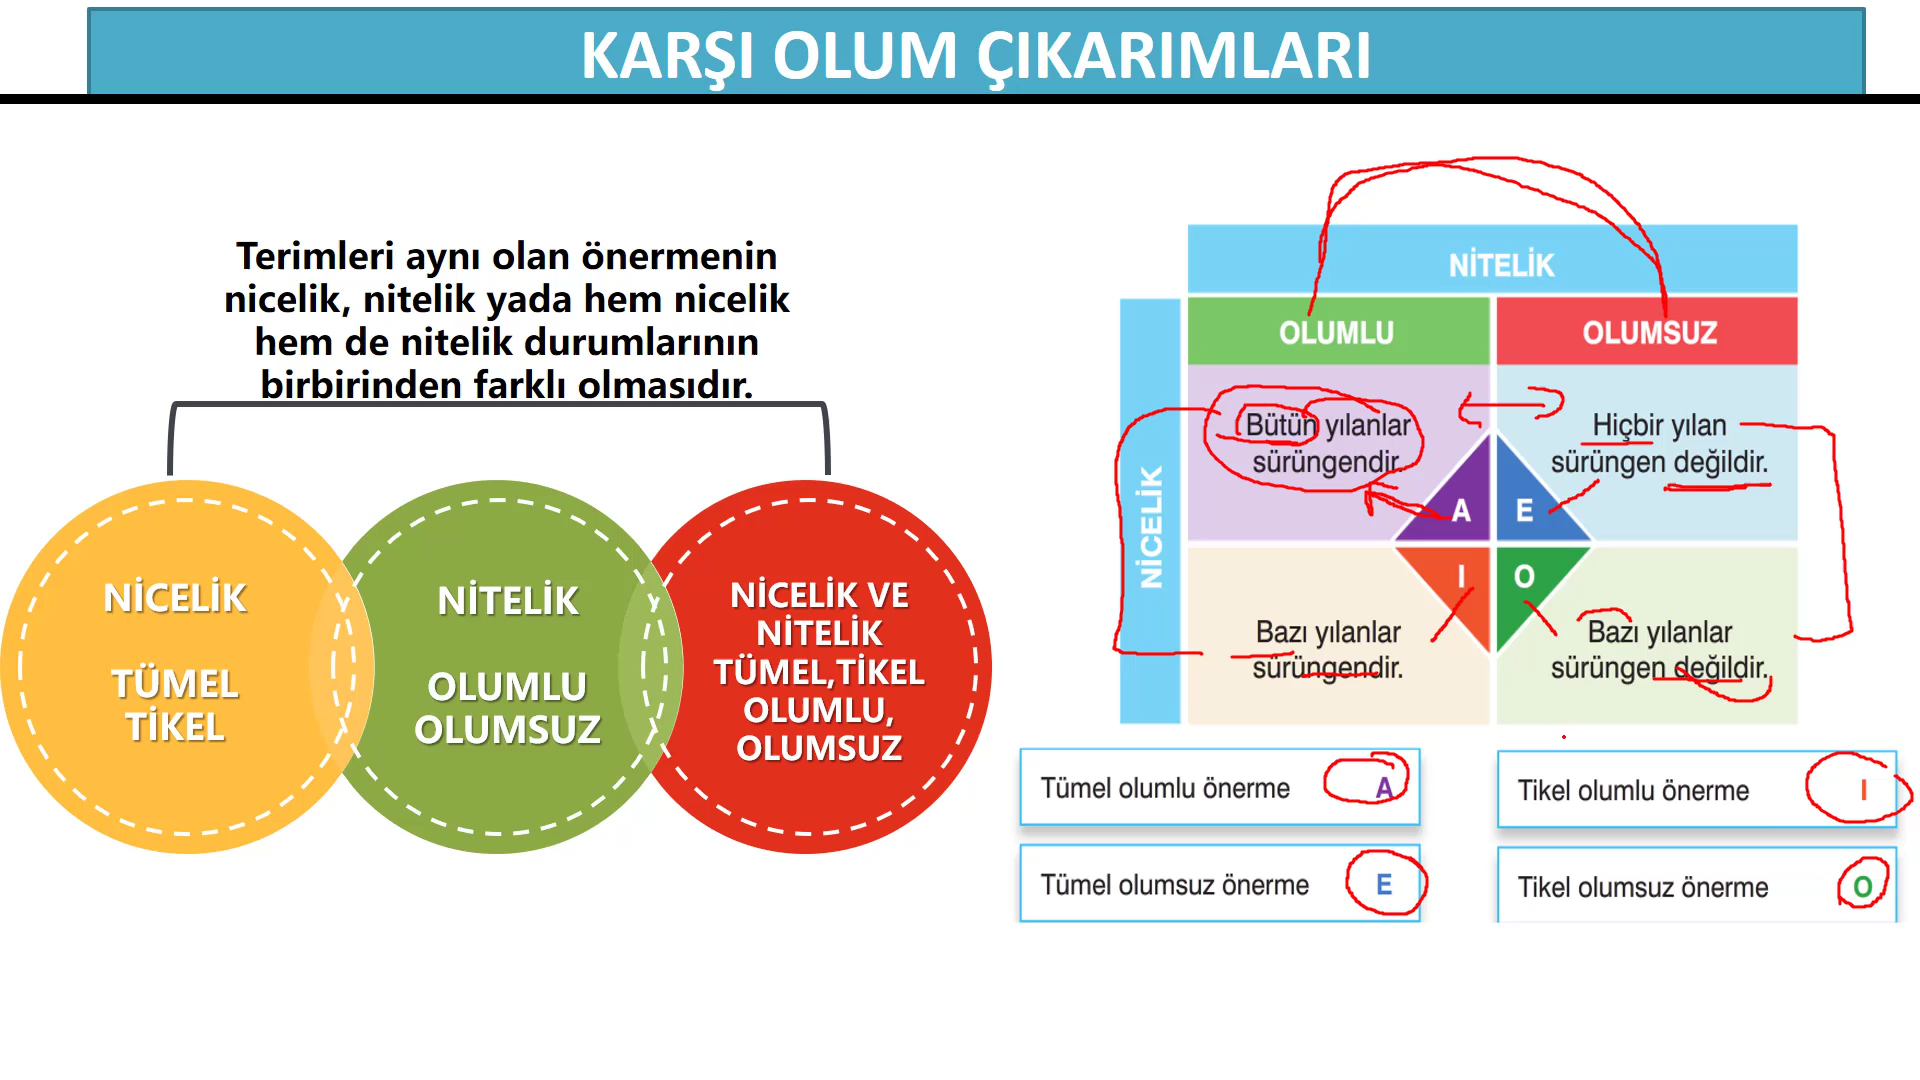 KARŞI OLUM ÇIKARIMLARI
Terimleri aynı olan önermenin
nicelik, nitelik yada hem nicelik
hem de nitelik durumlarının
birbirinden farklı olmasıdır.
NİCELİK
TÜMEL
TİKEL
NİTELİK
OLUMLU
OLUMSUZ
NİCELİK VE
NİTELİK
TÜMEL,TİKEL
OLUMLU,
OLUMSUZ
NİTELİK
NİCELİK
OLUMLU
OLUMSUZ
Bütün yılanlar
sürüngendir.
Hiçbir yılan
sürüngen değildir.
A
E
I
O
Bazı yılanlar
sürüngendir.
Bazı yılanlar
sürüngen değildir.
Tümel olumlu önerme A
Tikel olumlu önerme I
Tümel olumsuz önerme E
Tikel olumsuz önerme O